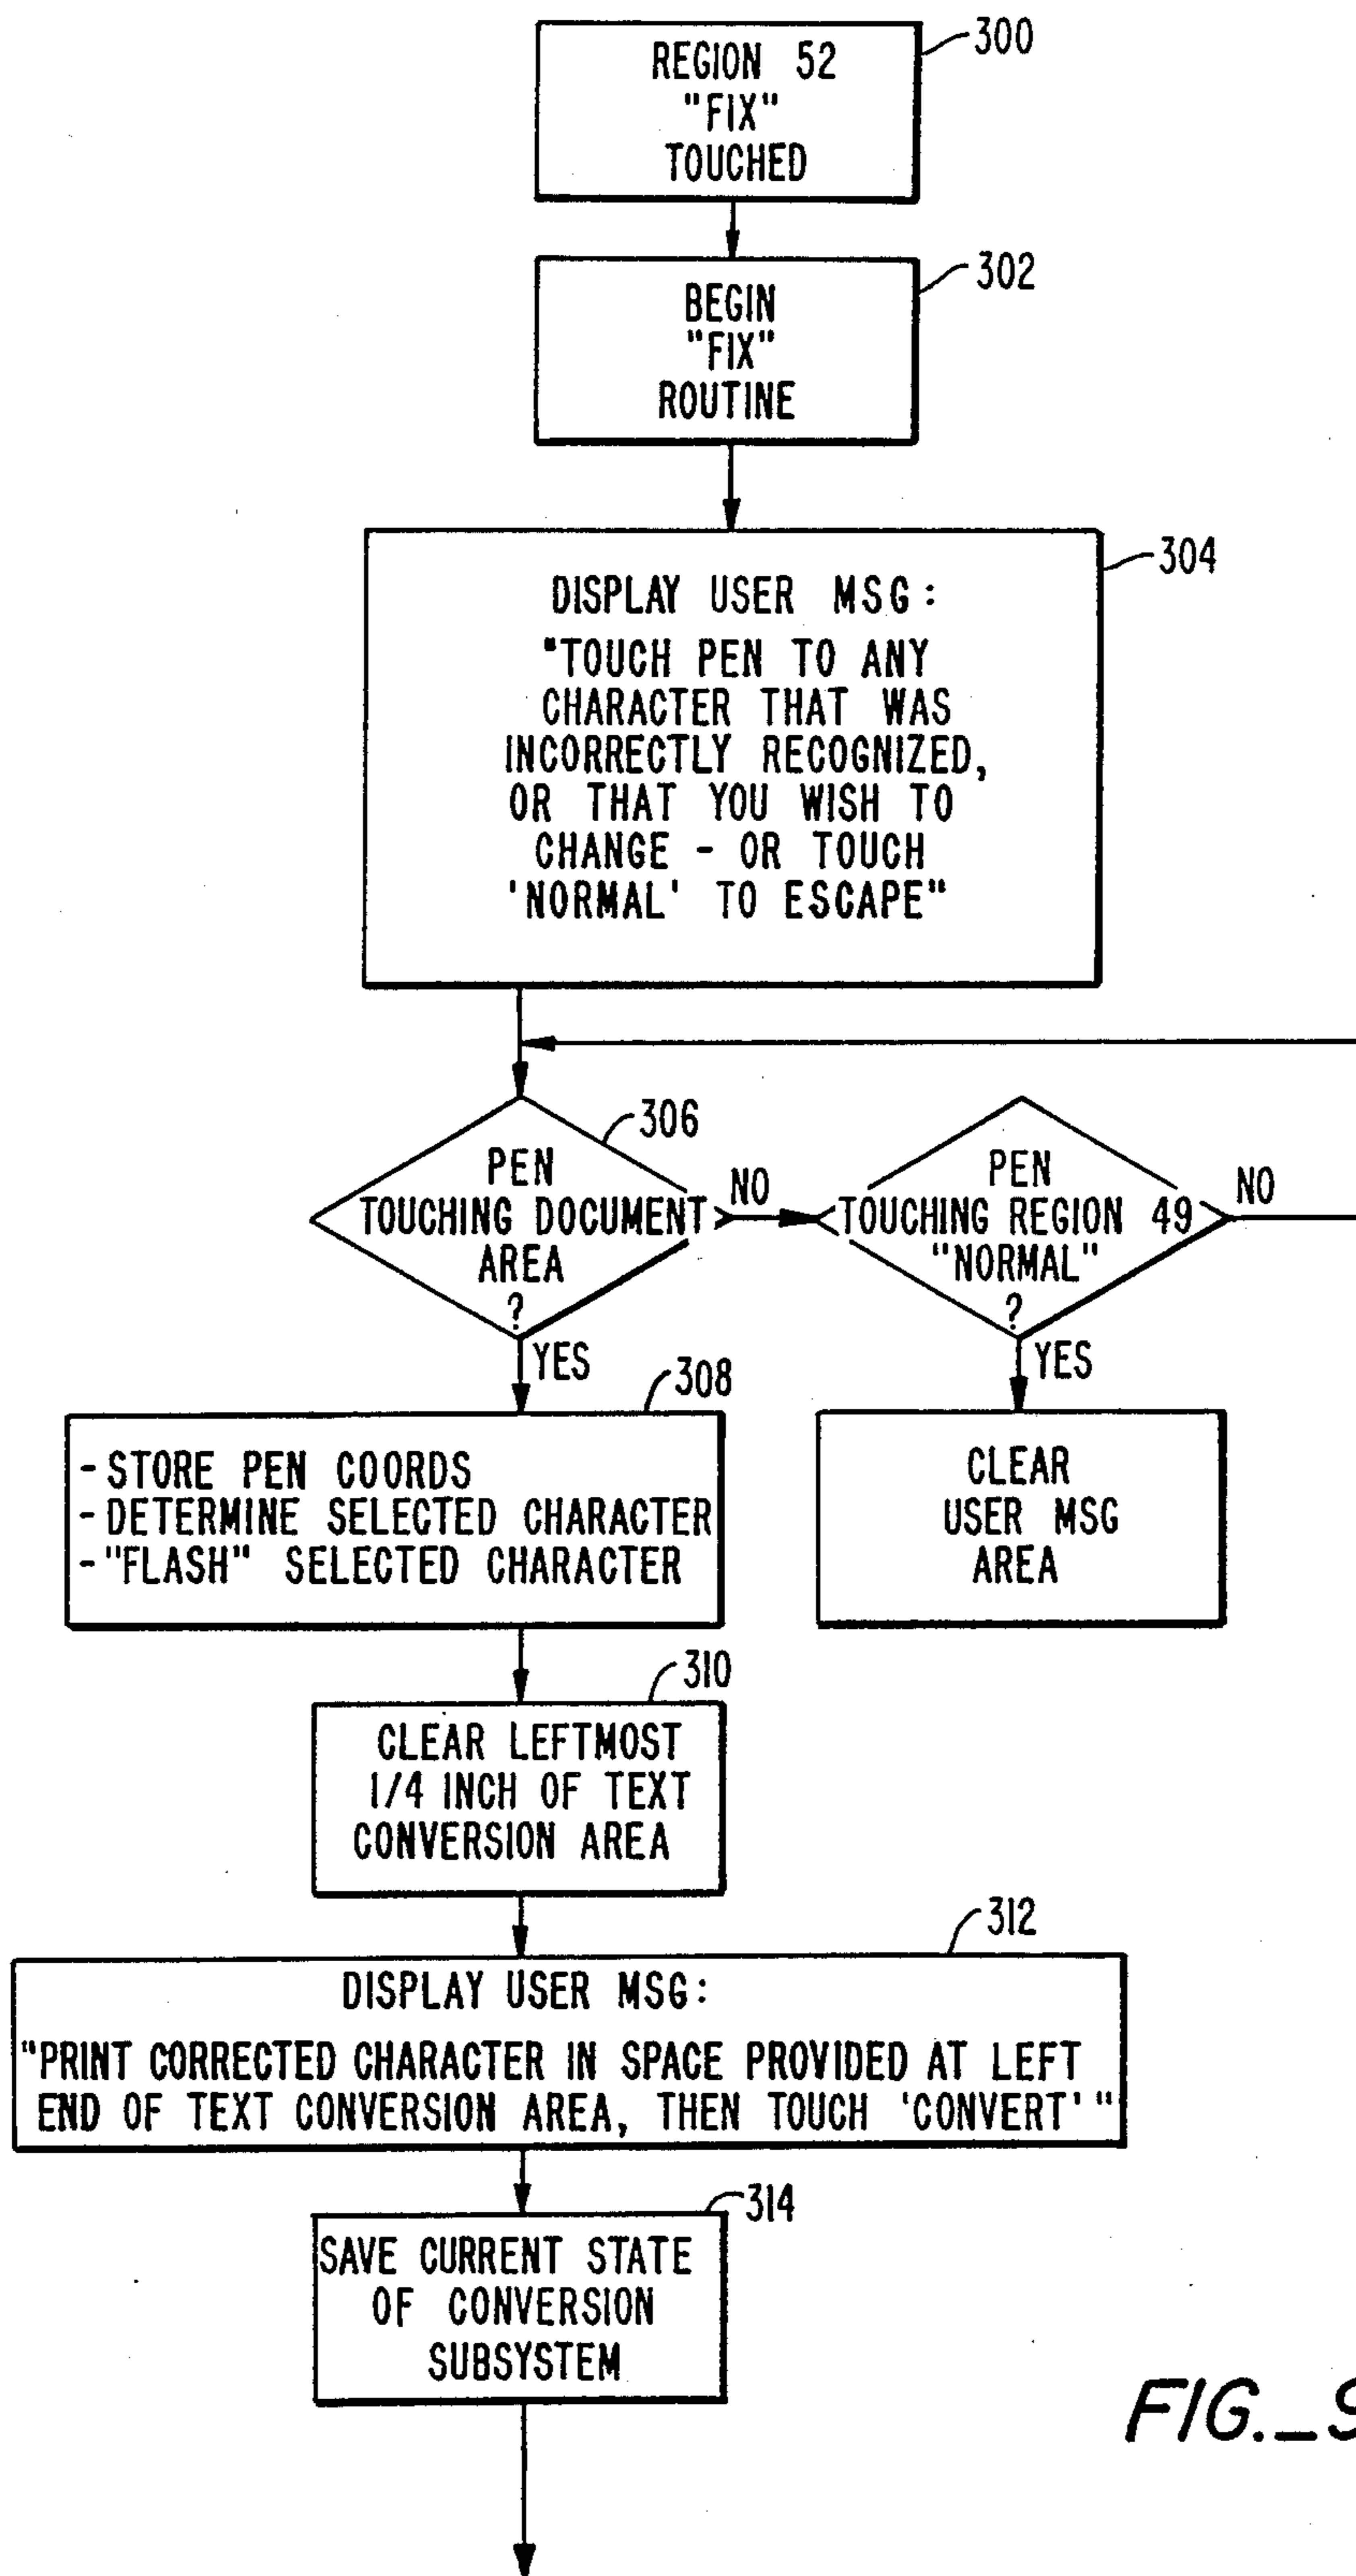 300
REGION 52
"FIX"
TOUCHED
302
BEGIN
"FIX"
ROUTINE
304
DISPLAY USER MSG:
"TOUCH PEN TO ANY
CHARACTER THAT WAS
INCORRECTLY RECOGNIZED,
OR THAT YOU WISH TO
CHANGE - OR TOUCH
'NORMAL' TO ESCAPE"
306
PEN
TOUCHING DOCUMENT
AREA
?
NO
PEN
TOUCHING REGION 49
"NORMAL"
?
NO
YES
YES
308
- STORE PEN COORDS
- DETERMINE SELECTED CHARACTER
- "FLASH" SELECTED CHARACTER
CLEAR
USER MSG
AREA
310
CLEAR LEFTMOST
1/4 INCH OF TEXT
CONVERSION AREA
312
DISPLAY USER MSG:
"PRINT CORRECTED CHARACTER IN SPACE PROVIDED AT LEFT
END OF TEXT CONVERSION AREA, THEN TOUCH 'CONVERT'"
314
SAVE CURRENT STATE
OF CONVERSION
SUBSYSTEM
FIG._